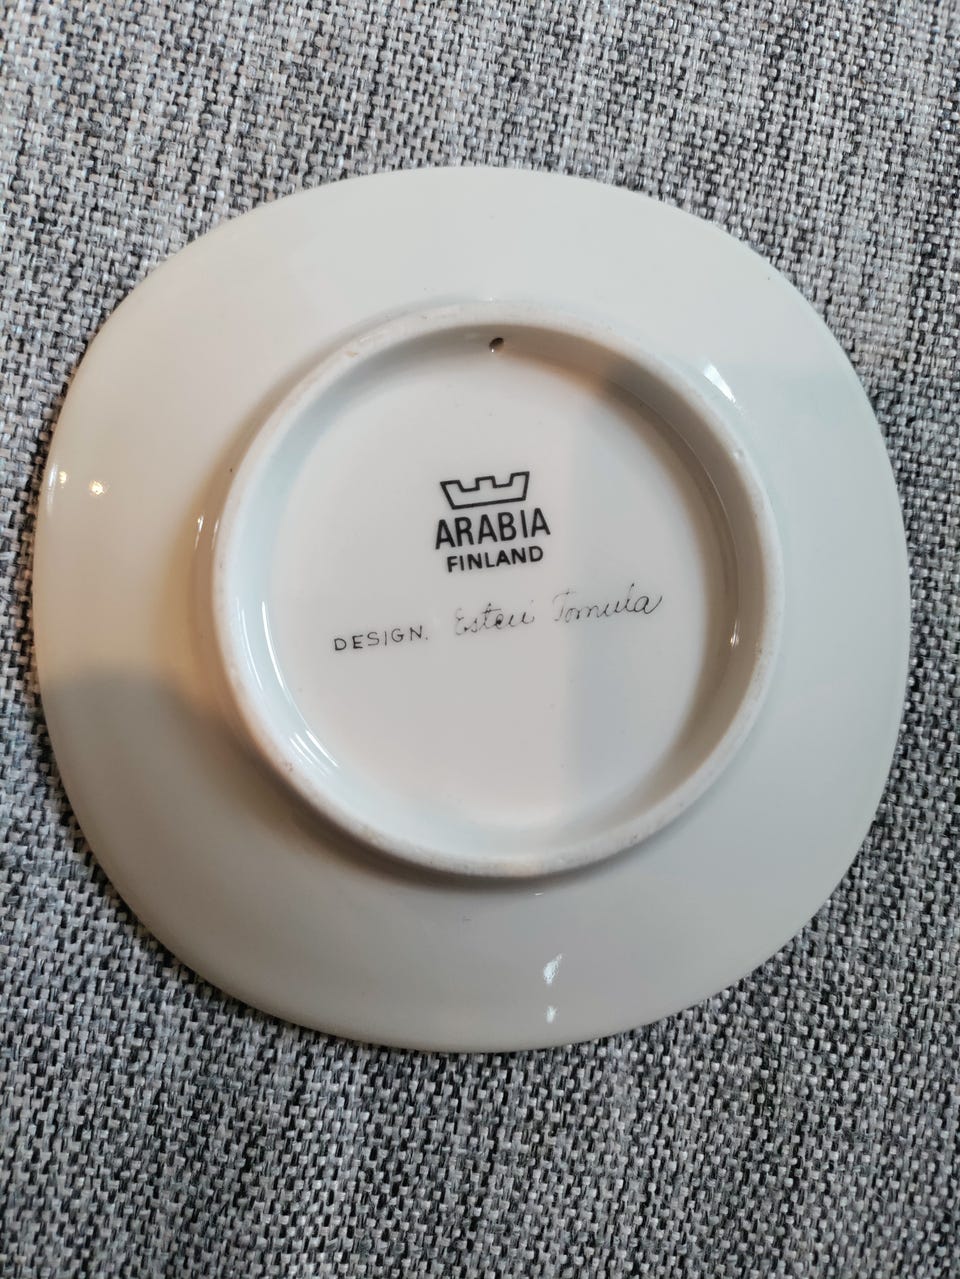 ARABIA
FINLAND
DESIGN. Esteri Tomula